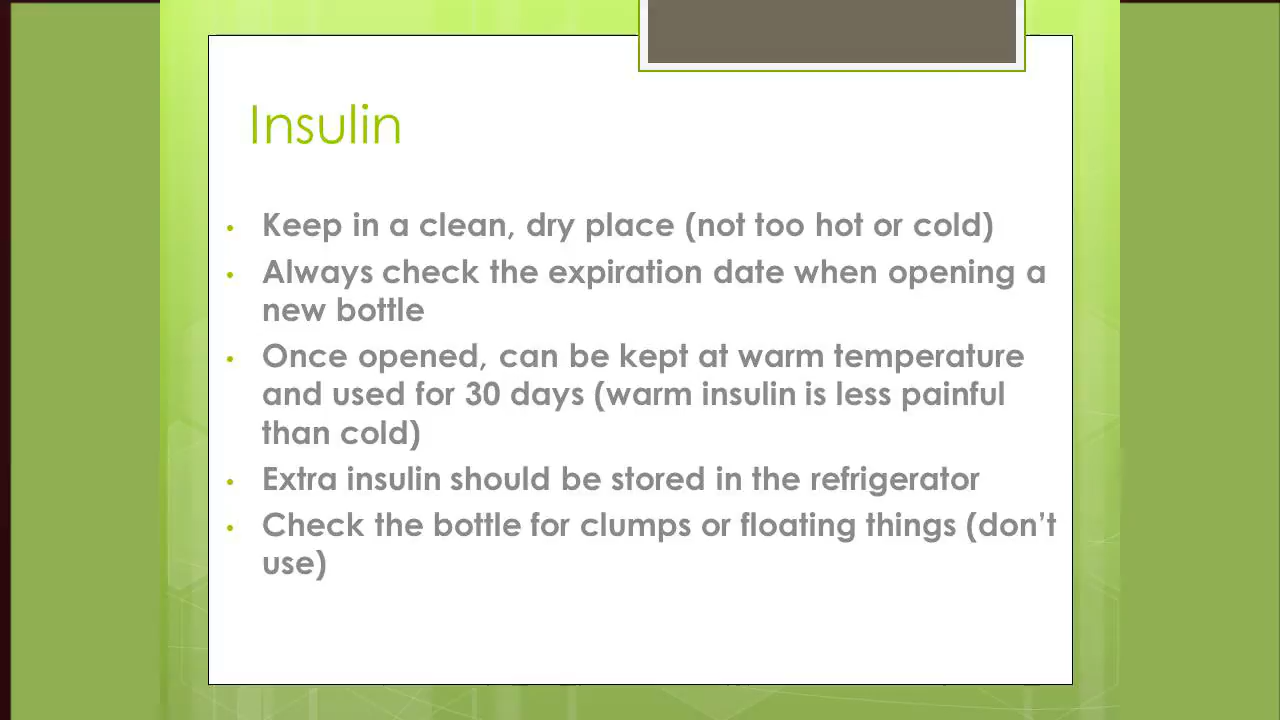 Insulin
• Keep in a clean, dry place (not too hot or cold)
• Always check the expiration date when opening a
new bottle
• Once opened, can be kept at warm temperature
and used for 30 days (warm insulin is less painful
than cold)
• Extra insulin should be stored in the refrigerator
• Check the bottle for clumps or floating things (don’t
use)